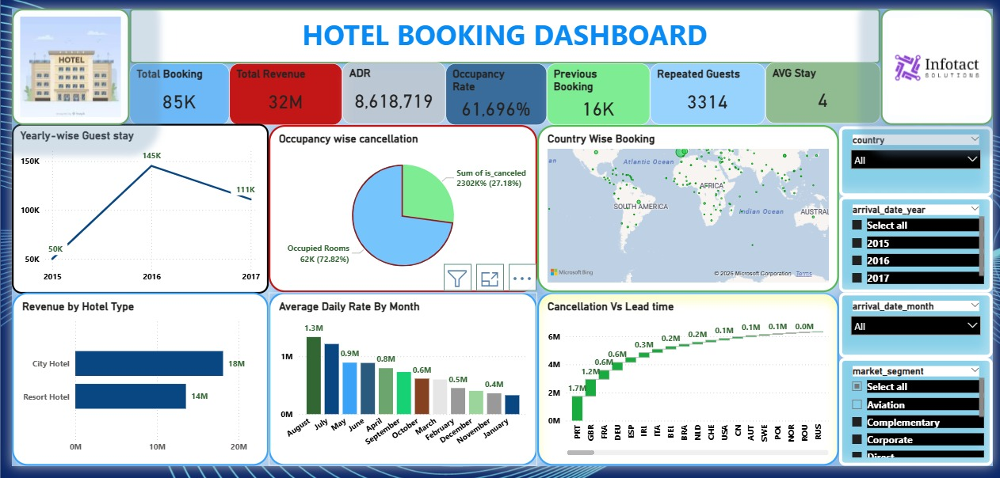 HOTEL
HOTEL BOOKING DASHBOARD
Infotact
SOLUTIONS
Total Booking
85K
Total Revenue
32M
ADR
8,618,719
Occupancy
Rate
61,696%
Previous
Booking
16K
Repeated Guests
3314
AVG Stay
4
Yearly-wise Guest stay
150K
100K
50K
50K
145K
111K
2015
2016
2017
Occupancy wise cancellation
Sum of is_canceled
2302K% (27.18%)
Occupied Rooms
62K (72.82%)
Country Wise Booking
an
Atlantic Ocean
AFRICA
SOUTH AMERICA
Indian Ocean
AUSTRAL
Microsoft Bing
© 2026 Microsoft Corporation Terms
country
All
arrival_date_year
Select all
2015
2016
2017
Revenue by Hotel Type
City Hotel
18M
Resort Hotel
14M
0M
10M
20M
Average Daily Rate By Month
1M
0M
1.3M
0.9M
0.8M
0.6M
0.5M
0.4M
August
July
May
June
April
September
October
March
February
December
November
January
Cancellation Vs Lead time
6M
4M
2M
0M
1.7M
1.2M
0.6M
0.6M
0.3M
0.2M
0.2M
0.1M
0.1M
0.1M
0.0M
PRT
GBR
FRA
DEU
ESP
IRL
ITA
BEL
BRA
NLD
CHE
USA
CN
AUT
SWE
POL
NOR
ROU
RUS
arrival_date_month
All
market_segment
Select all
Aviation
Complementary
Corporate
Direct